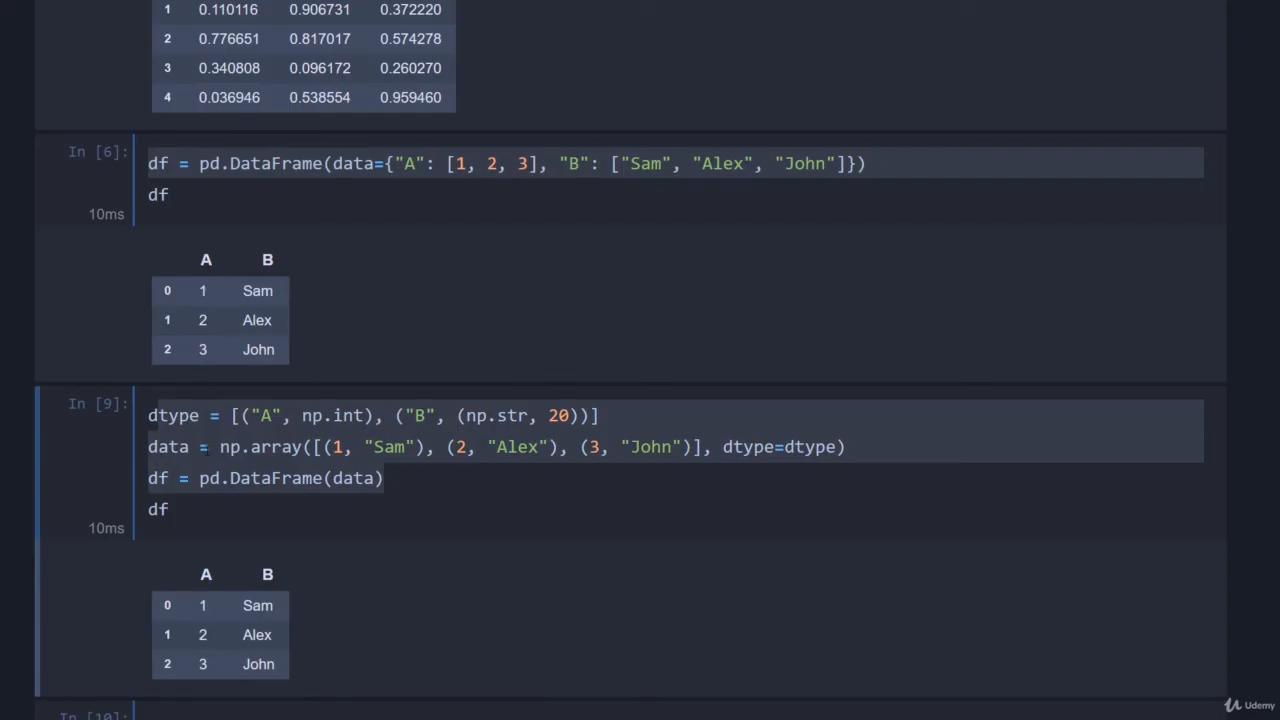 1 0.110116 0.906731 0.372220
2 0.776651 0.817017 0.574278
3 0.340808 0.096172 0.260270
4 0.036946 0.538554 0.959460
In [6]:
df = pd.DataFrame(data={"A": [1, 2, 3], "B": ["Sam", "Alex", "John"]})
df
10ms
A B
0 1 Sam
1 2 Alex
2 3 John
In [9]:
dtype = [("A", np.int), ("B", (np.str, 20))]
data = np.array([(1, "Sam"), (2, "Alex"), (3, "John")], dtype=dtype)
df = pd.DataFrame(data)
df
10ms
A B
0 1 Sam
1 2 Alex
2 3 John
In [10]:
Udemy